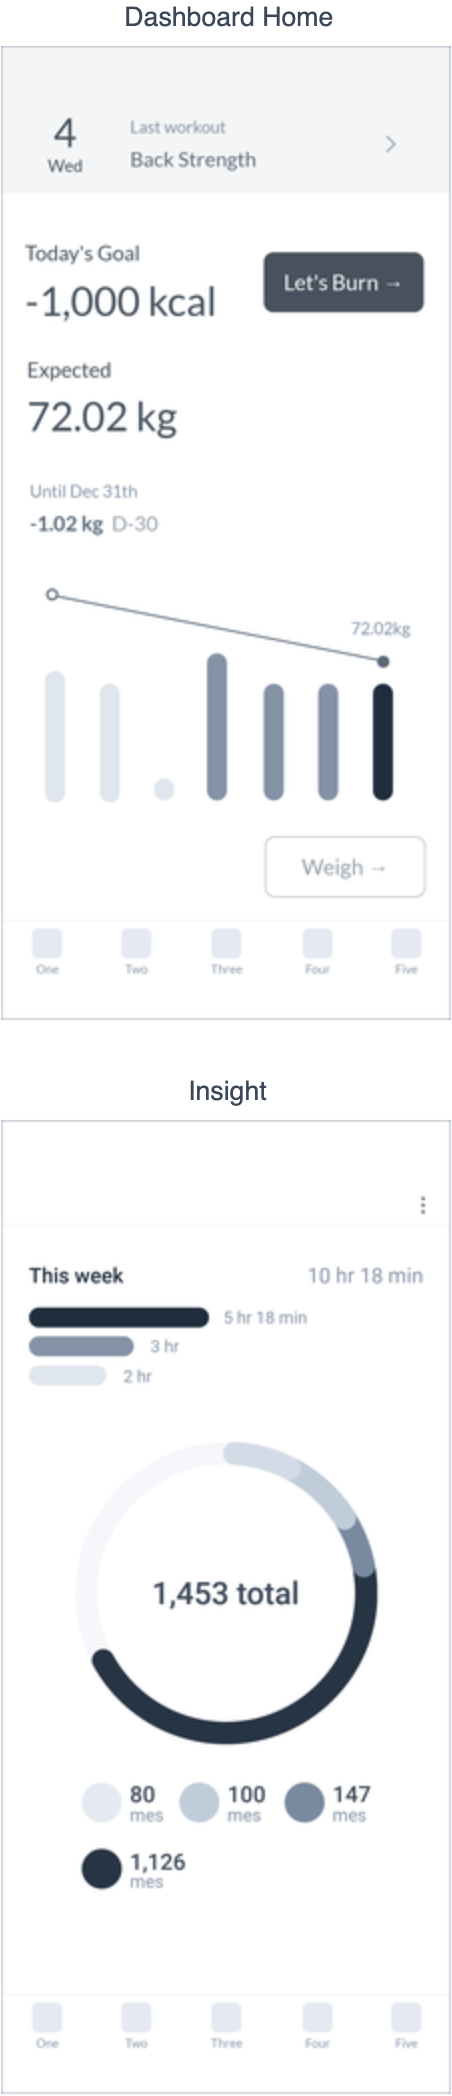 Dashboard Home
4
Wed
Last workout
Back Strength
Today's Goal
-1,000 kcal
Let's Burn →
Expected
72.02 kg
Until Dec 31th
-1.02 kg D-30
72.02kg
Weigh →
One Two Three Four Five
Insight
This week 10 hr 18 min
5 hr 18 min
3 hr
2 hr
1,453 total
80 100 147
mes mes mes
1,126
mes
One Two Three Four Five